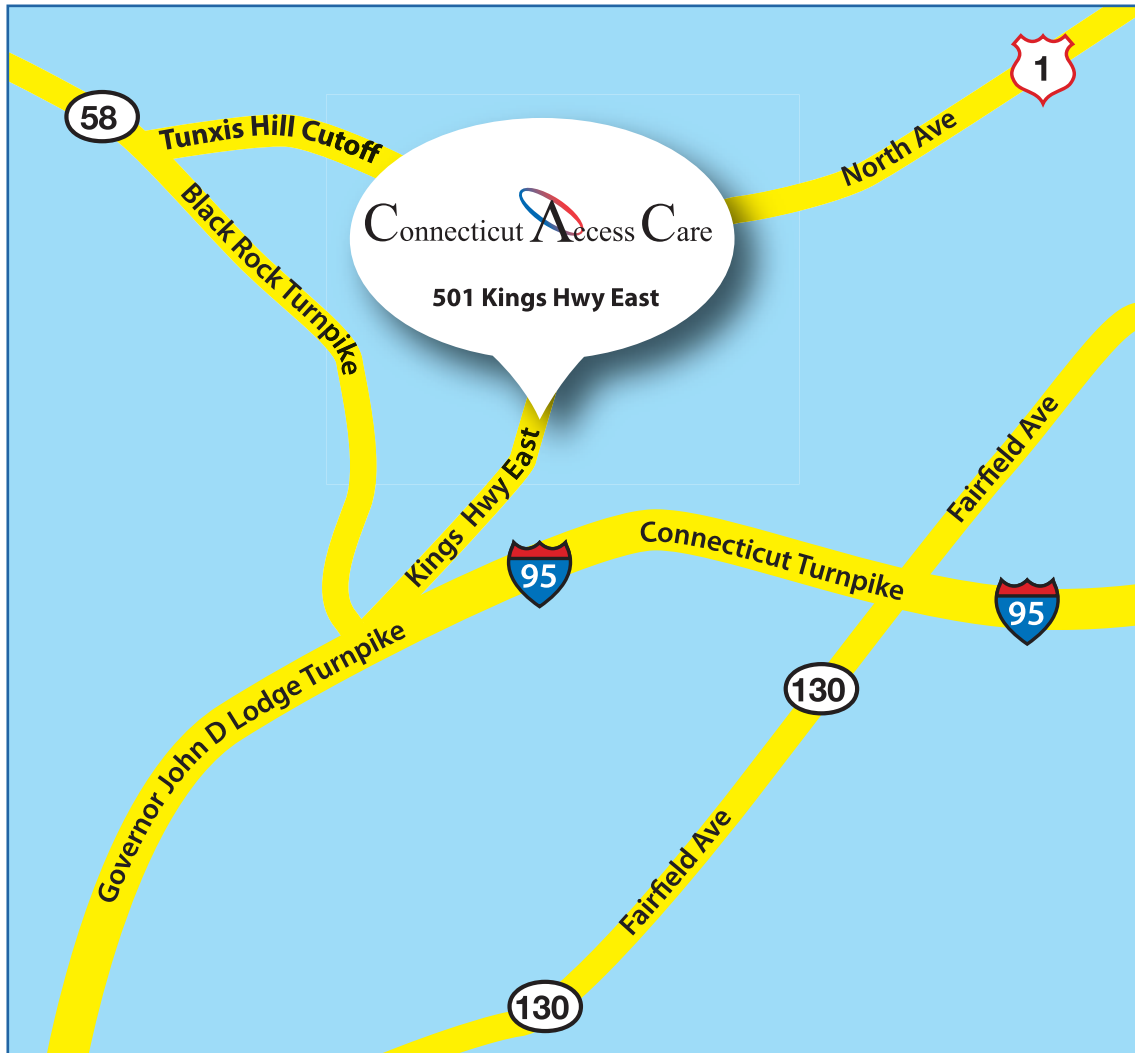 1
58
Tunxis Hill Cutoff
North Ave
Black Rock Turnpike
Connecticut Access Care
501 Kings Hwy East
Fairfield Ave
Kings Hwy East
Connecticut Turnpike
95
95
Governor John D Lodge Turnpike
130
Fairfield Ave
130